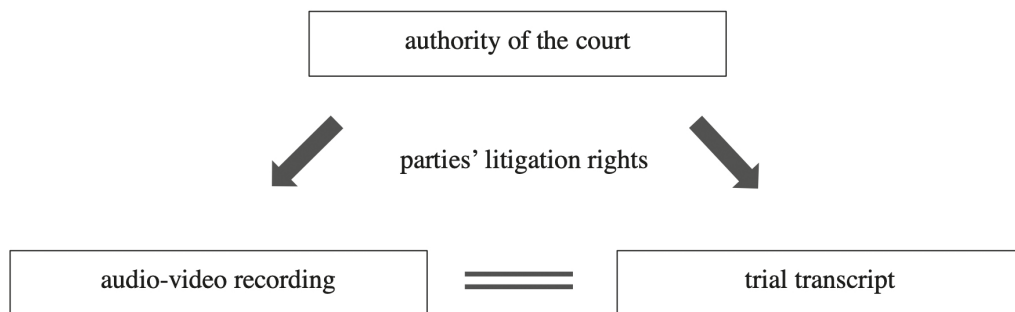 authority of the court
parties’ litigation rights
audio-video recording
trial transcript